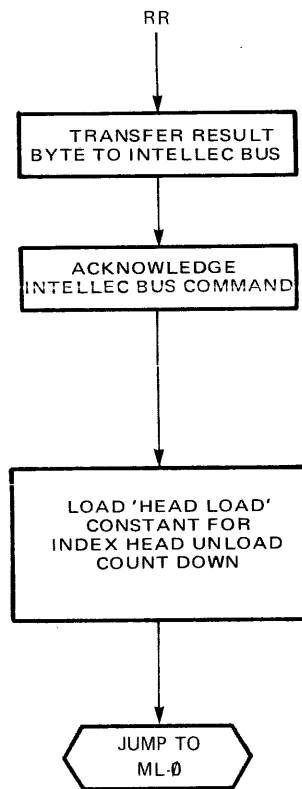 RR
TRANSFER RESULT
BYTE TO INTELLEC BUS
ACKNOWLEDGE
INTELLEC BUS COMMAND
LOAD 'HEAD LOAD'
CONSTANT FOR
INDEX HEAD UNLOAD
COUNT DOWN
JUMP TO
ML-0